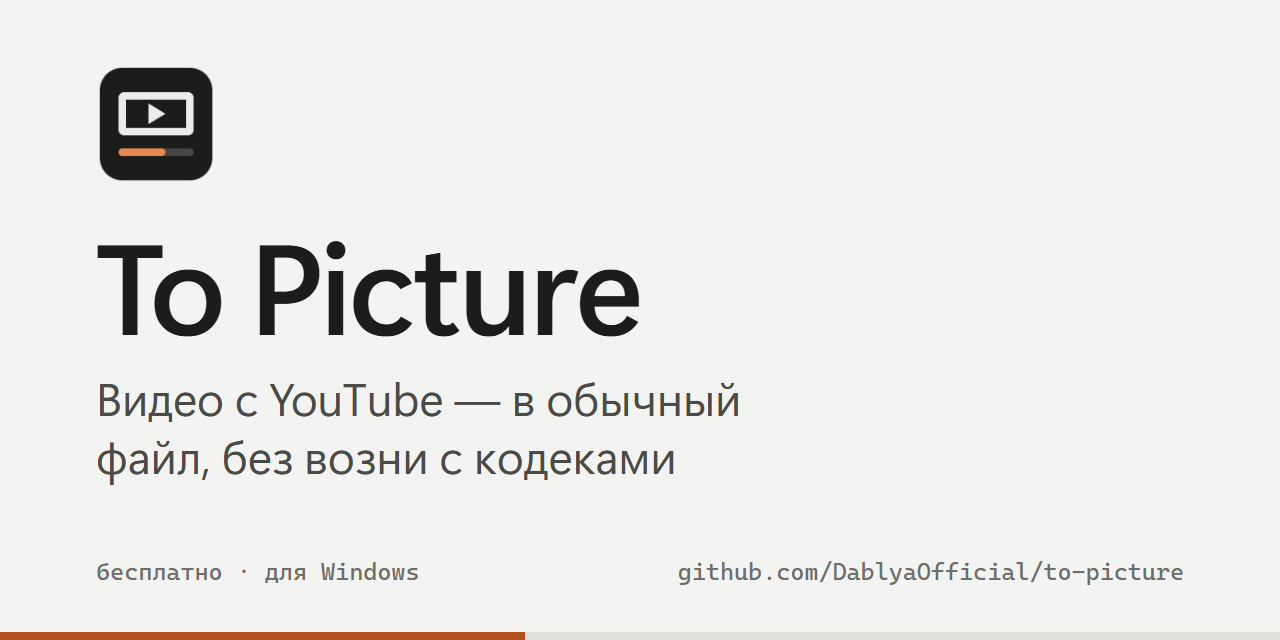 To Picture
Видео с YouTube — в обычный
файл, без возни с кодеками
бесплатно · для Windows
github.com/DablyaOfficial/to-picture